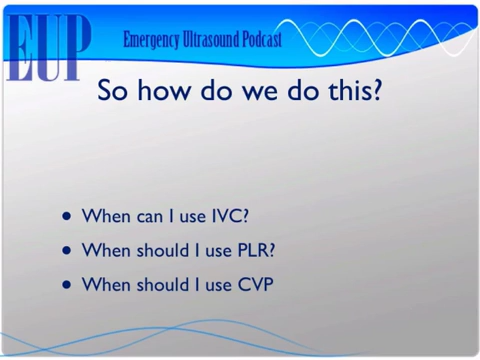 EUP
Emergency Ultrasound Podcast
So how do we do this?
• When can I use IVC?
• When should I use PLR?
• When should I use CVP